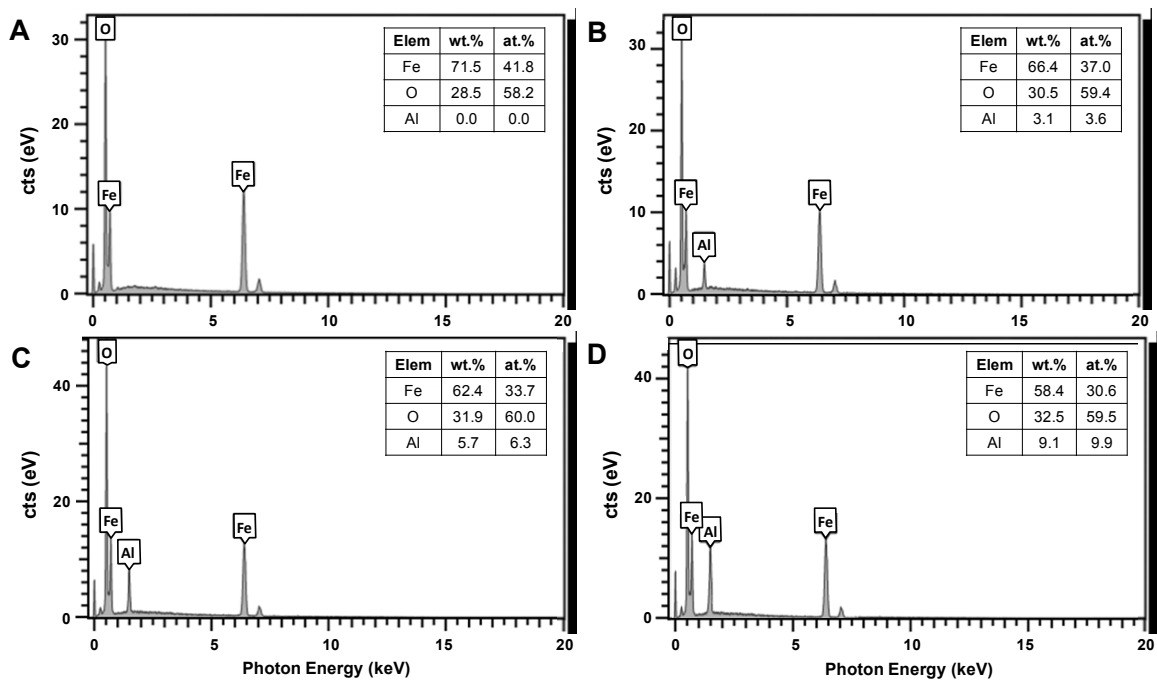 A
O
Fe
Fe
Elem wt.% at.%
Fe 71.5 41.8
O 28.5 58.2
Al 0.0 0.0
cts (eV)
30
20
10
0
0 5 10 15 20
B
O
Fe
Al
Fe
Elem wt.% at.%
Fe 66.4 37.0
O 30.5 59.4
Al 3.1 3.6
cts (eV)
30
20
10
0
0 5 10 15 20
C
O
Fe
Al
Fe
Elem wt.% at.%
Fe 62.4 33.7
O 31.9 60.0
Al 5.7 6.3
cts (eV)
40
20
0
0 5 10 15 20
Photon Energy (keV)
D
O
Fe
Al
Fe
Elem wt.% at.%
Fe 58.4 30.6
O 32.5 59.5
Al 9.1 9.9
cts (eV)
40
20
0
0 5 10 15 20
Photon Energy (keV)